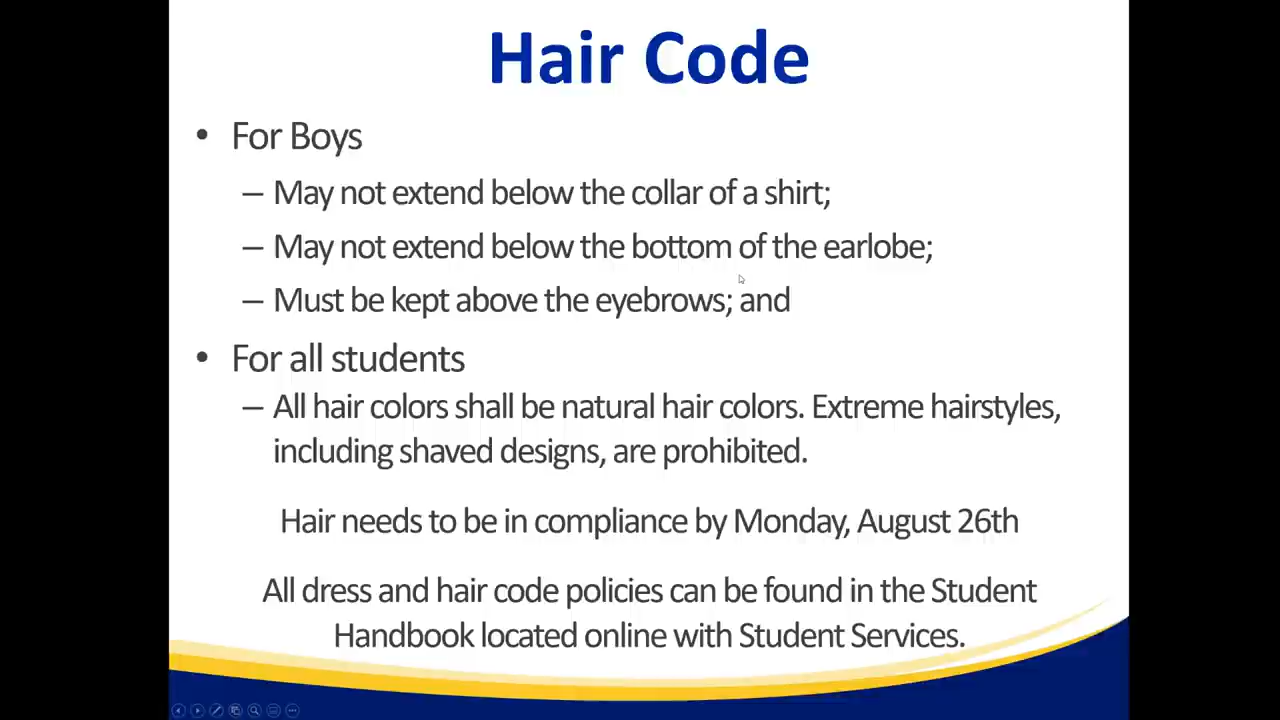 Hair Code
• For Boys
– May not extend below the collar of a shirt;
– May not extend below the bottom of the earlobe;
– Must be kept above the eyebrows; and
• For all students
– All hair colors shall be natural hair colors. Extreme hairstyles,
including shaved designs, are prohibited.
Hair needs to be in compliance by Monday, August 26th
All dress and hair code policies can be found in the Student
Handbook located online with Student Services.